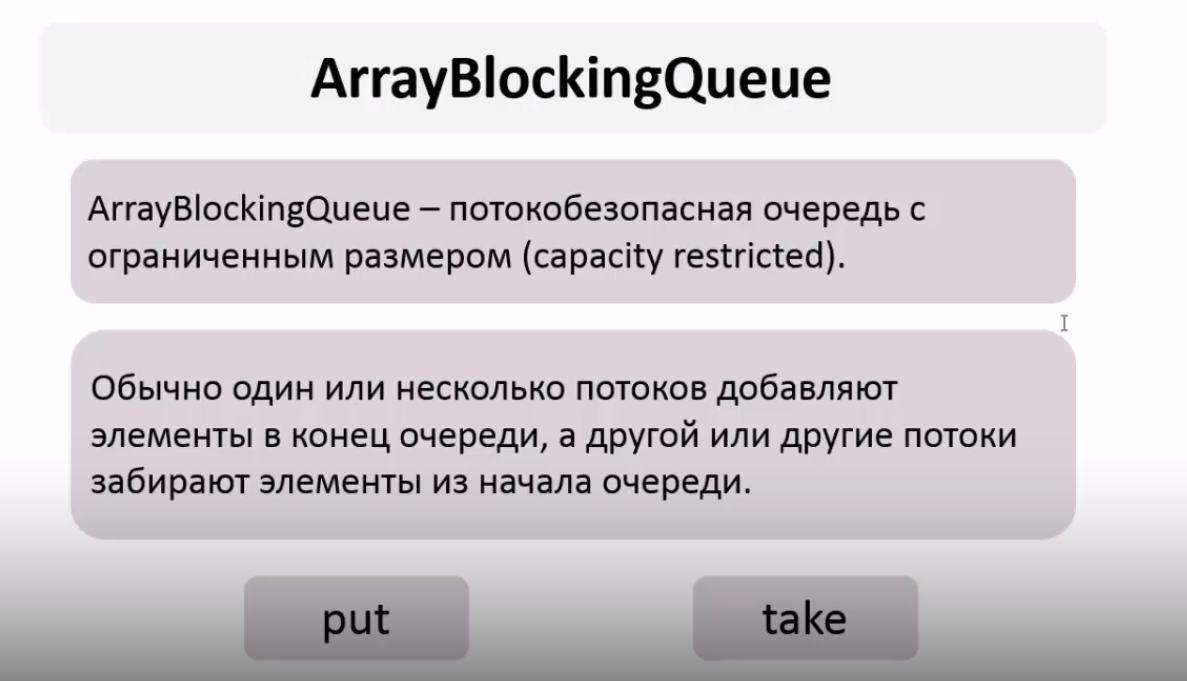 ArrayBlockingQueue
ArrayBlockingQueue – потокобезопасная очередь с
ограниченным размером (capacity restricted).
Обычно один или несколько потоков добавляют
элементы в конец очереди, а другой или другие потоки
забирают элементы из начала очереди.
put
take